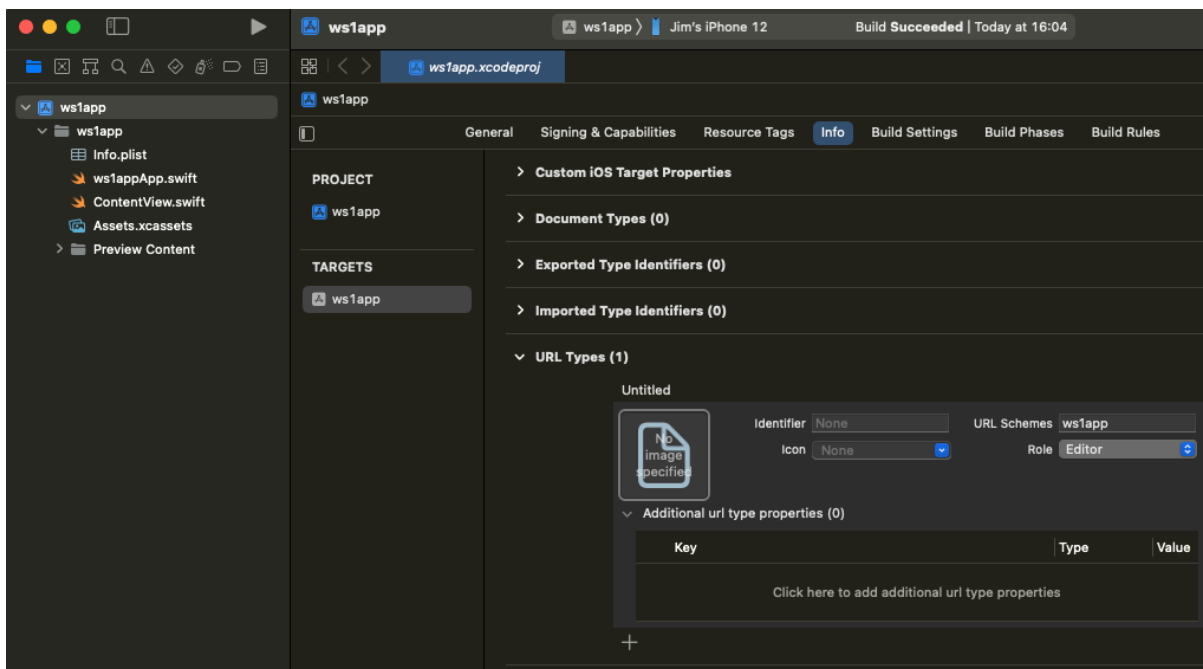 ws1app
ws1app 〉 Jim's iPhone 12
Build Succeeded | Today at 16:04
ws1app.xcodeproj
ws1app
ws1app
ws1app
Info.plist
ws1appApp.swift
ContentView.swift
Assets.xcassets
Preview Content
General Signing & Capabilities Resource Tags Info Build Settings Build Phases Build Rules
PROJECT
ws1app
TARGETS
ws1app
Custom iOS Target Properties
Document Types (0)
Exported Type Identifiers (0)
Imported Type Identifiers (0)
URL Types (1)
Untitled
No
image
specified
Identifier None
URL Schemes ws1app
Icon None
Role Editor
Additional url type properties (0)
Key Type Value
Click here to add additional url type properties